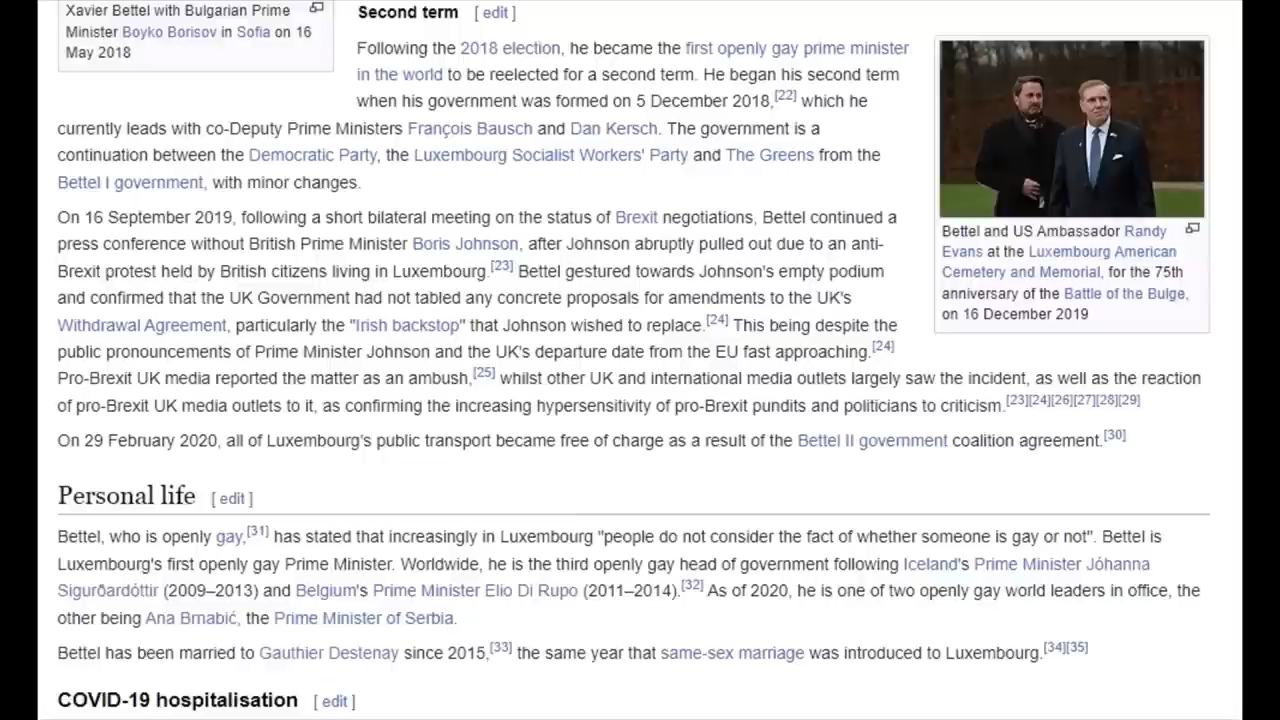 Xavier Bettel with Bulgarian Prime
Minister Boyko Borisov in Sofia on 16
May 2018
Second term [ edit ]
Following the 2018 election, he became the first openly gay prime minister
in the world to be reelected for a second term. He began his second term
when his government was formed on 5 December 2018,[22] which he
currently leads with co-Deputy Prime Ministers François Bausch and Dan Kersch. The government is a
continuation between the Democratic Party, the Luxembourg Socialist Workers' Party and The Greens from the
Bettel I government, with minor changes.
On 16 September 2019, following a short bilateral meeting on the status of Brexit negotiations, Bettel continued a
press conference without British Prime Minister Boris Johnson, after Johnson abruptly pulled out due to an anti-
Brexit protest held by British citizens living in Luxembourg.[23] Bettel gestured towards Johnson's empty podium
and confirmed that the UK Government had not tabled any concrete proposals for amendments to the UK's
Withdrawal Agreement, particularly the "Irish backstop" that Johnson wished to replace.[24] This being despite the
public pronouncements of Prime Minister Johnson and the UK's departure date from the EU fast approaching.[24]
Pro-Brexit UK media reported the matter as an ambush,[25] whilst other UK and international media outlets largely saw the incident, as well as the reaction
of pro-Brexit UK media outlets to it, as confirming the increasing hypersensitivity of pro-Brexit pundits and politicians to criticism.[23][24][26][27][28][29]
On 29 February 2020, all of Luxembourg's public transport became free of charge as a result of the Bettel II government coalition agreement.[30]
Bettel and US Ambassador Randy
Evans at the Luxembourg American
Cemetery and Memorial, for the 75th
anniversary of the Battle of the Bulge,
on 16 December 2019
Personal life [ edit ]
Bettel, who is openly gay,[31] has stated that increasingly in Luxembourg "people do not consider the fact of whether someone is gay or not". Bettel is
Luxembourg's first openly gay Prime Minister. Worldwide, he is the third openly gay head of government following Iceland's Prime Minister Jóhanna
Sigurðardóttir (2009–2013) and Belgium's Prime Minister Elio Di Rupo (2011–2014).[32] As of 2020, he is one of two openly gay world leaders in office, the
other being Ana Brnabić, the Prime Minister of Serbia.
Bettel has been married to Gauthier Destenay since 2015,[33] the same year that same-sex marriage was introduced to Luxembourg.[34][35]
COVID-19 hospitalisation [ edit ]